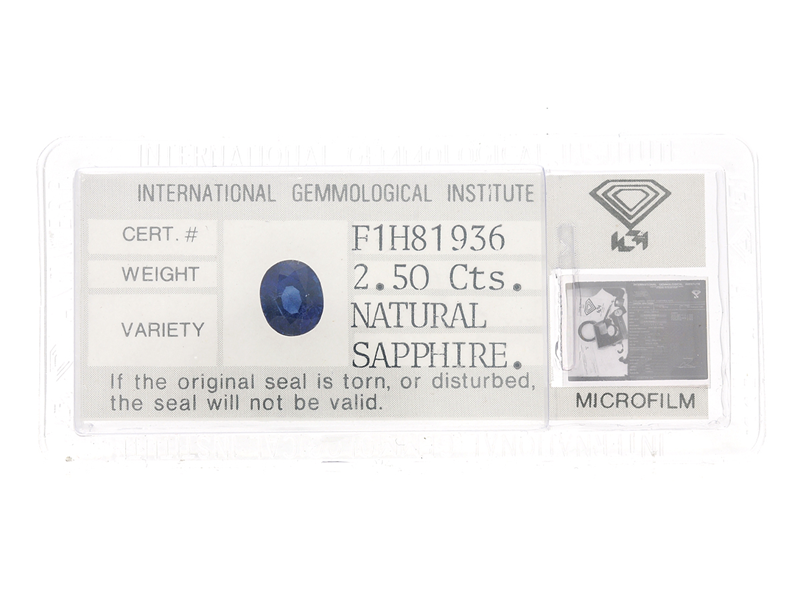 INTERNATIONAL GEMMOLOGICAL INSTITUTE
CERT. # F1H81936
WEIGHT 2.50 Cts.
VARIETY NATURAL
SAPPHIRE.
If the original seal is torn, or disturbed,
the seal will not be valid.
MICROFILM